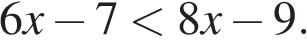 6x − 7 < 8x − 9.